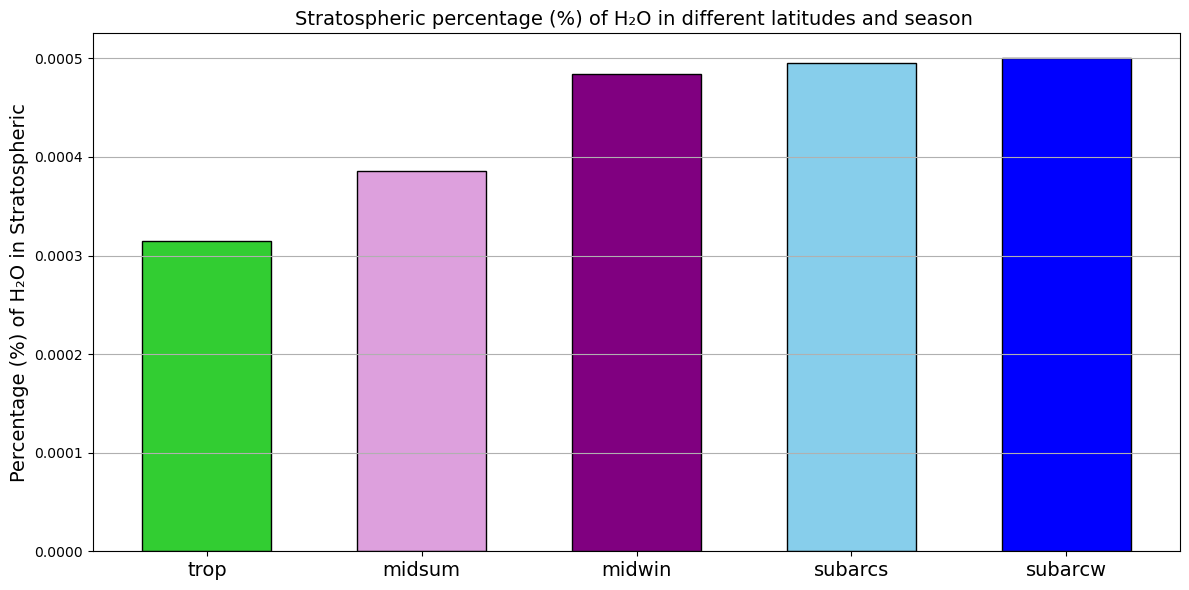 Stratospheric percentage (%) of H₂O in different latitudes and season
Percentage (%) of H₂O in Stratospheric
0.0005
0.0004
0.0003
0.0002
0.0001
0.0000
trop midsum midwin subarcs subarcw